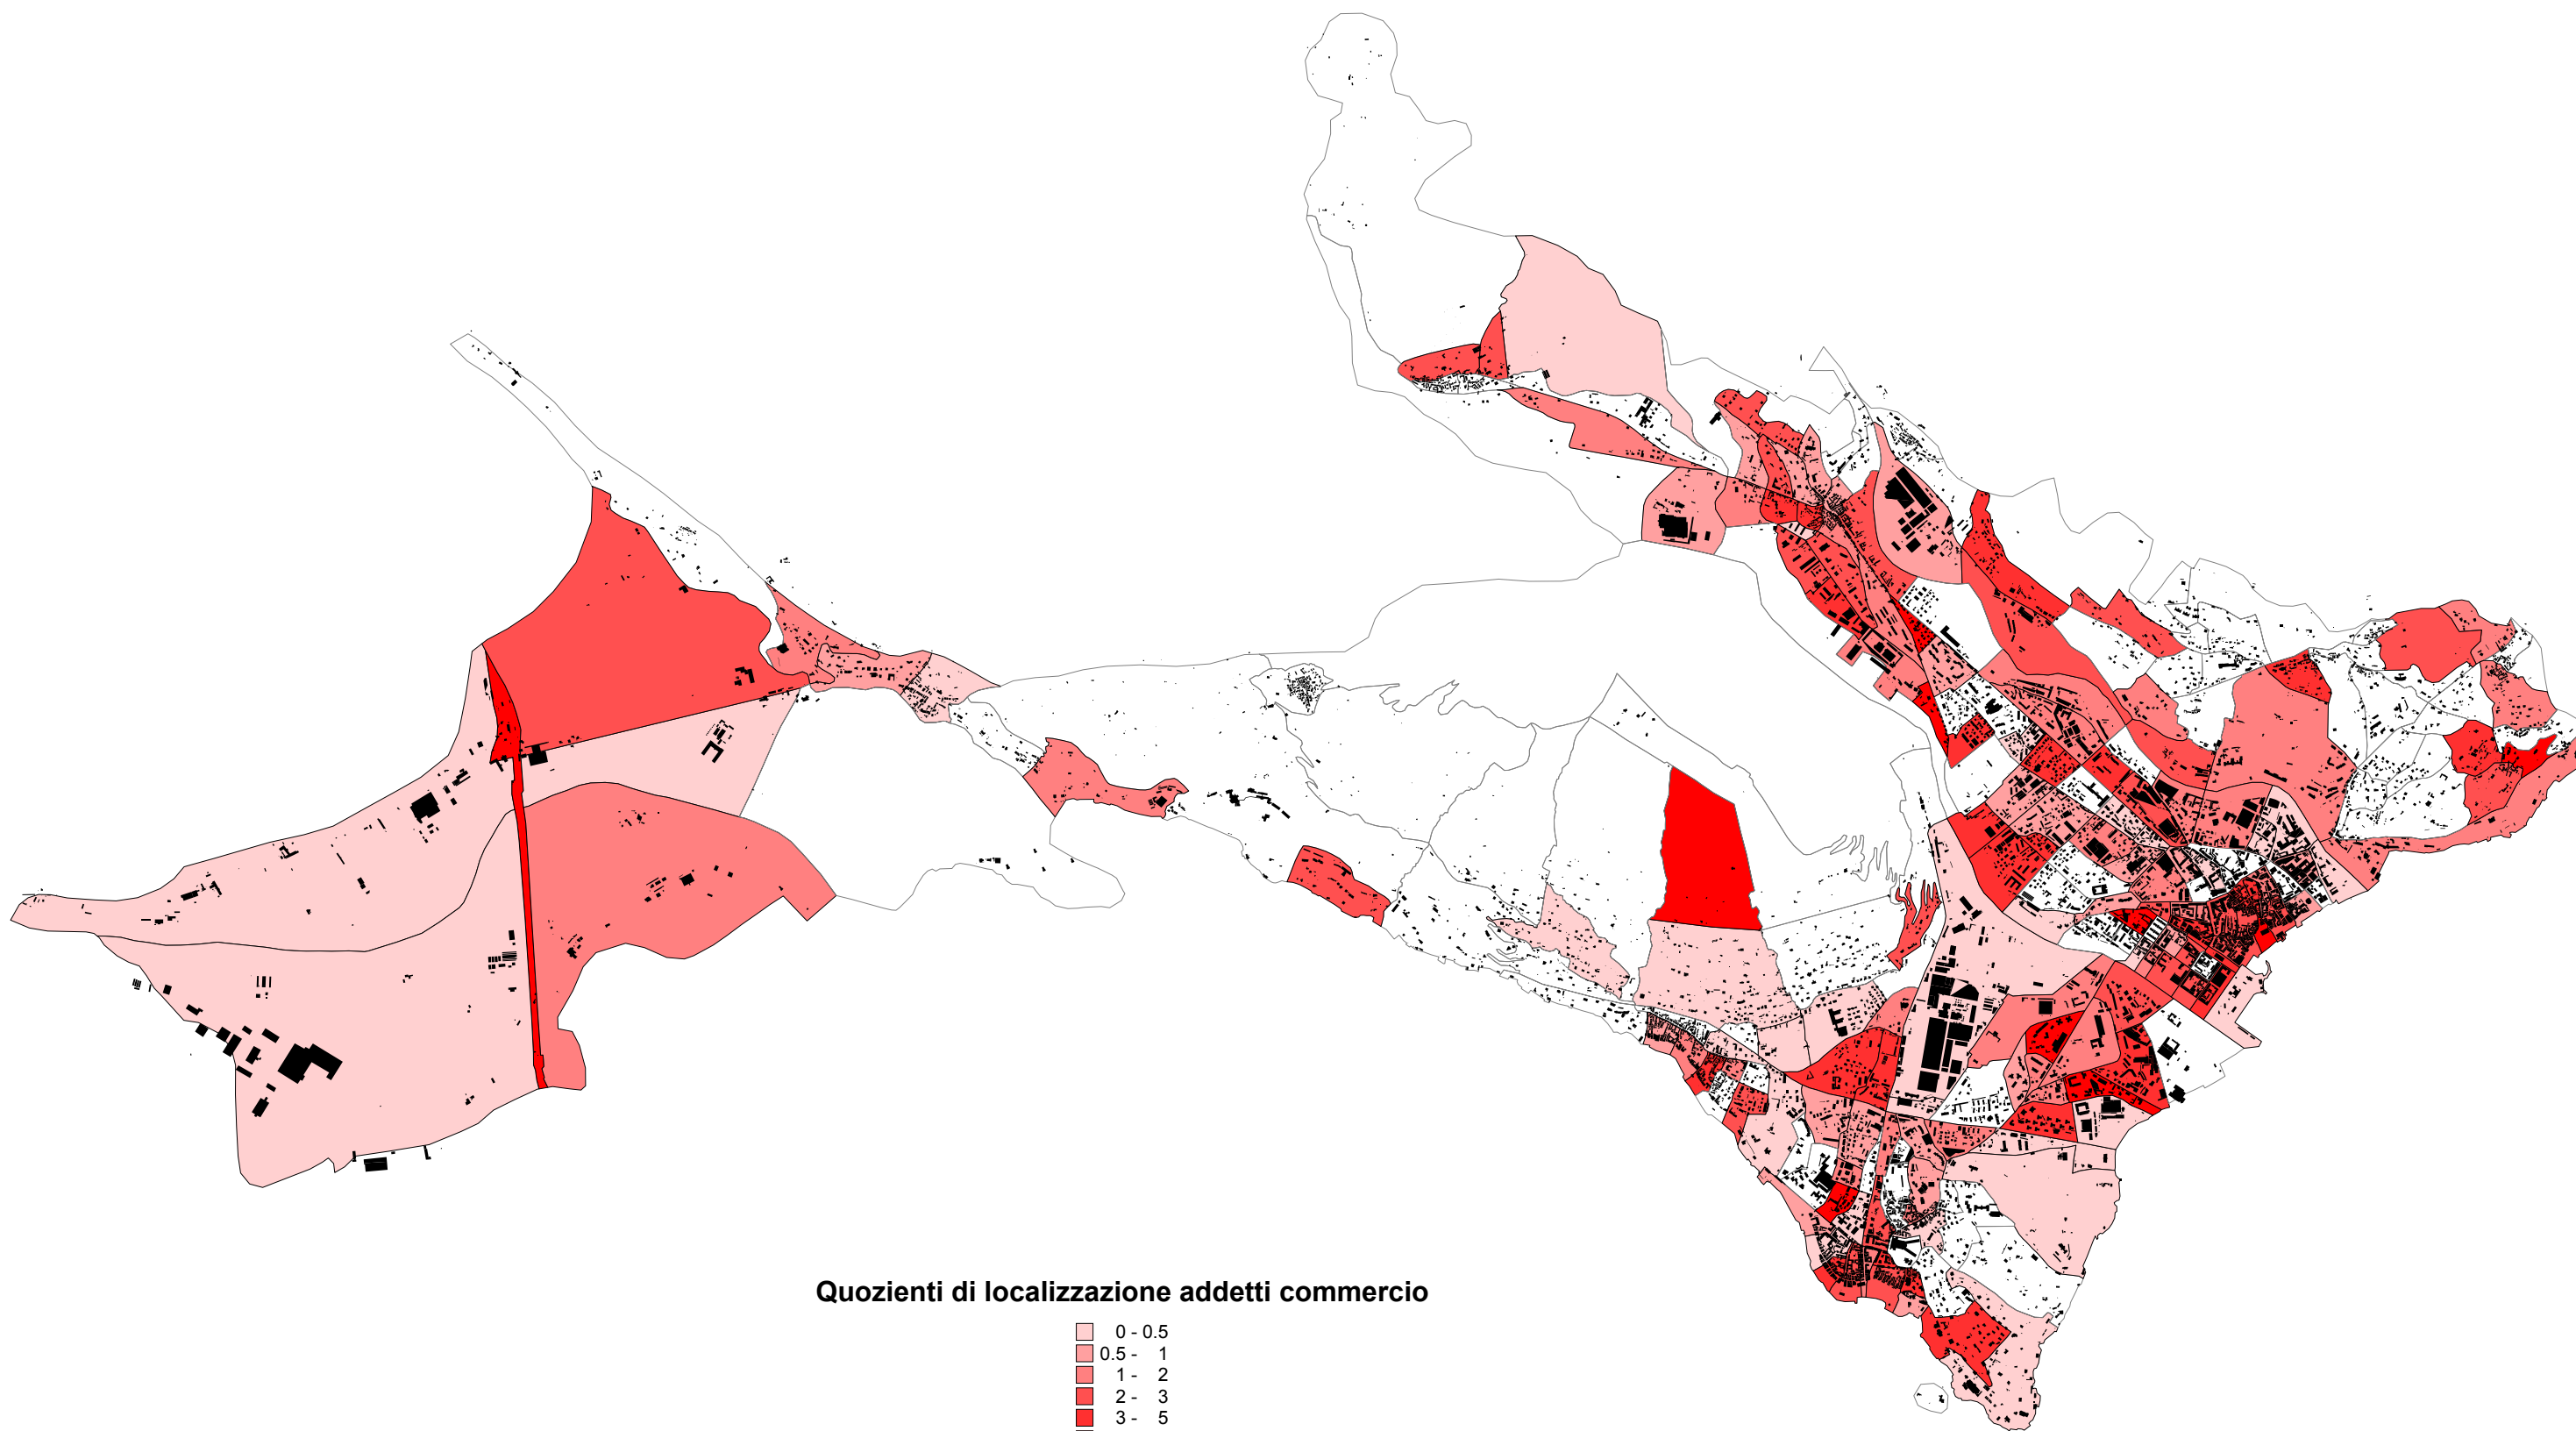 Quozienti di localizzazione addetti commercio
0 - 0.5
0.5 - 1
1 - 2
2 - 3
3 - 5